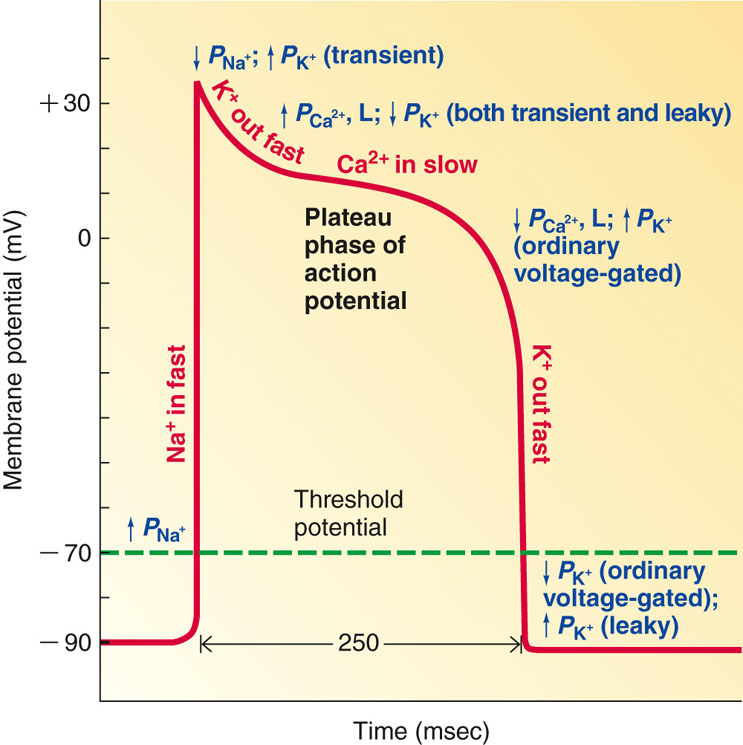 ↓ PNa+; ↑ PK+ (transient)
+30
K+ out fast
↑ PCa2+, L; ↓ PK+ (both transient and leaky)
Ca2+ in slow
Plateau
phase of
action
potential
0
↓ PCa2+, L; ↑ PK+
(ordinary
voltage-gated)
Membrane potential (mV)
Na+ in fast
K+ out fast
Threshold
potential
↑ PNa+
−70
↓ PK+ (ordinary
voltage-gated);
↑ PK+ (leaky)
−90
250
Time (msec)